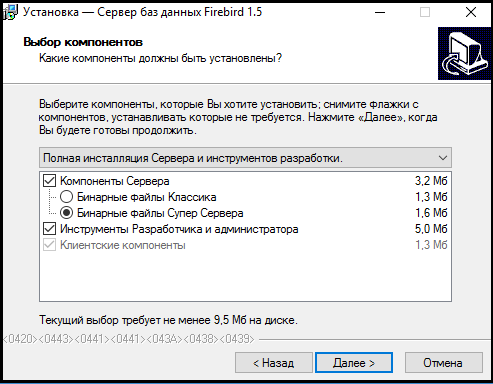 Установка — Сервер баз данных Firebird 1.5
Выбор компонентов
Какие компоненты должны быть установлены?
Выберите компоненты, которые Вы хотите установить; снимите флажки с
компонентов, устанавливать которые не требуется. Нажмите «Далее», когда
Вы будете готовы продолжить.
Полная инсталляция Сервера и инструментов разработки.
Компоненты Сервера 3,2 Мб
Бинарные файлы Классика 1,3 Мб
Бинарные файлы Супер Сервера 1,6 Мб
Инструменты Разработчика и администратора 5,0 Мб
Клиентские компоненты 1,3 Мб
Текущий выбор требует не менее 9,5 Мб на диске.
<0420><0443><0441><0441><043A><0438><0439>
< Назад Далее > Отмена